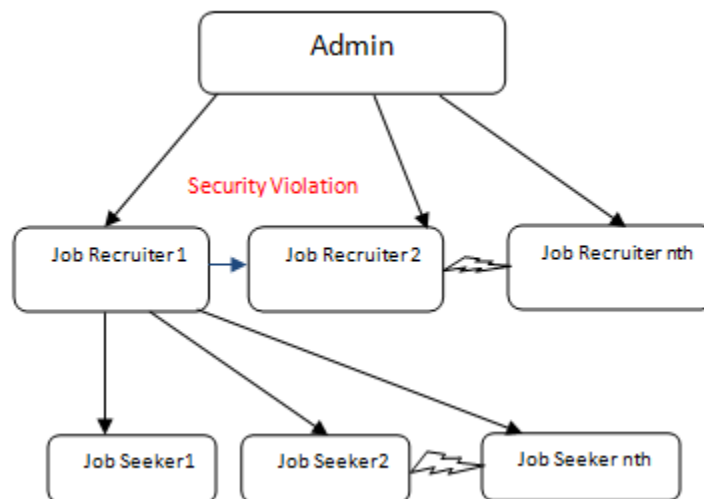 Admin
Security Violation
Job Recruiter 1
Job Recruiter 2
Job Recruiter nth
Job Seeker1
Job Seeker2
Job Seeker nth